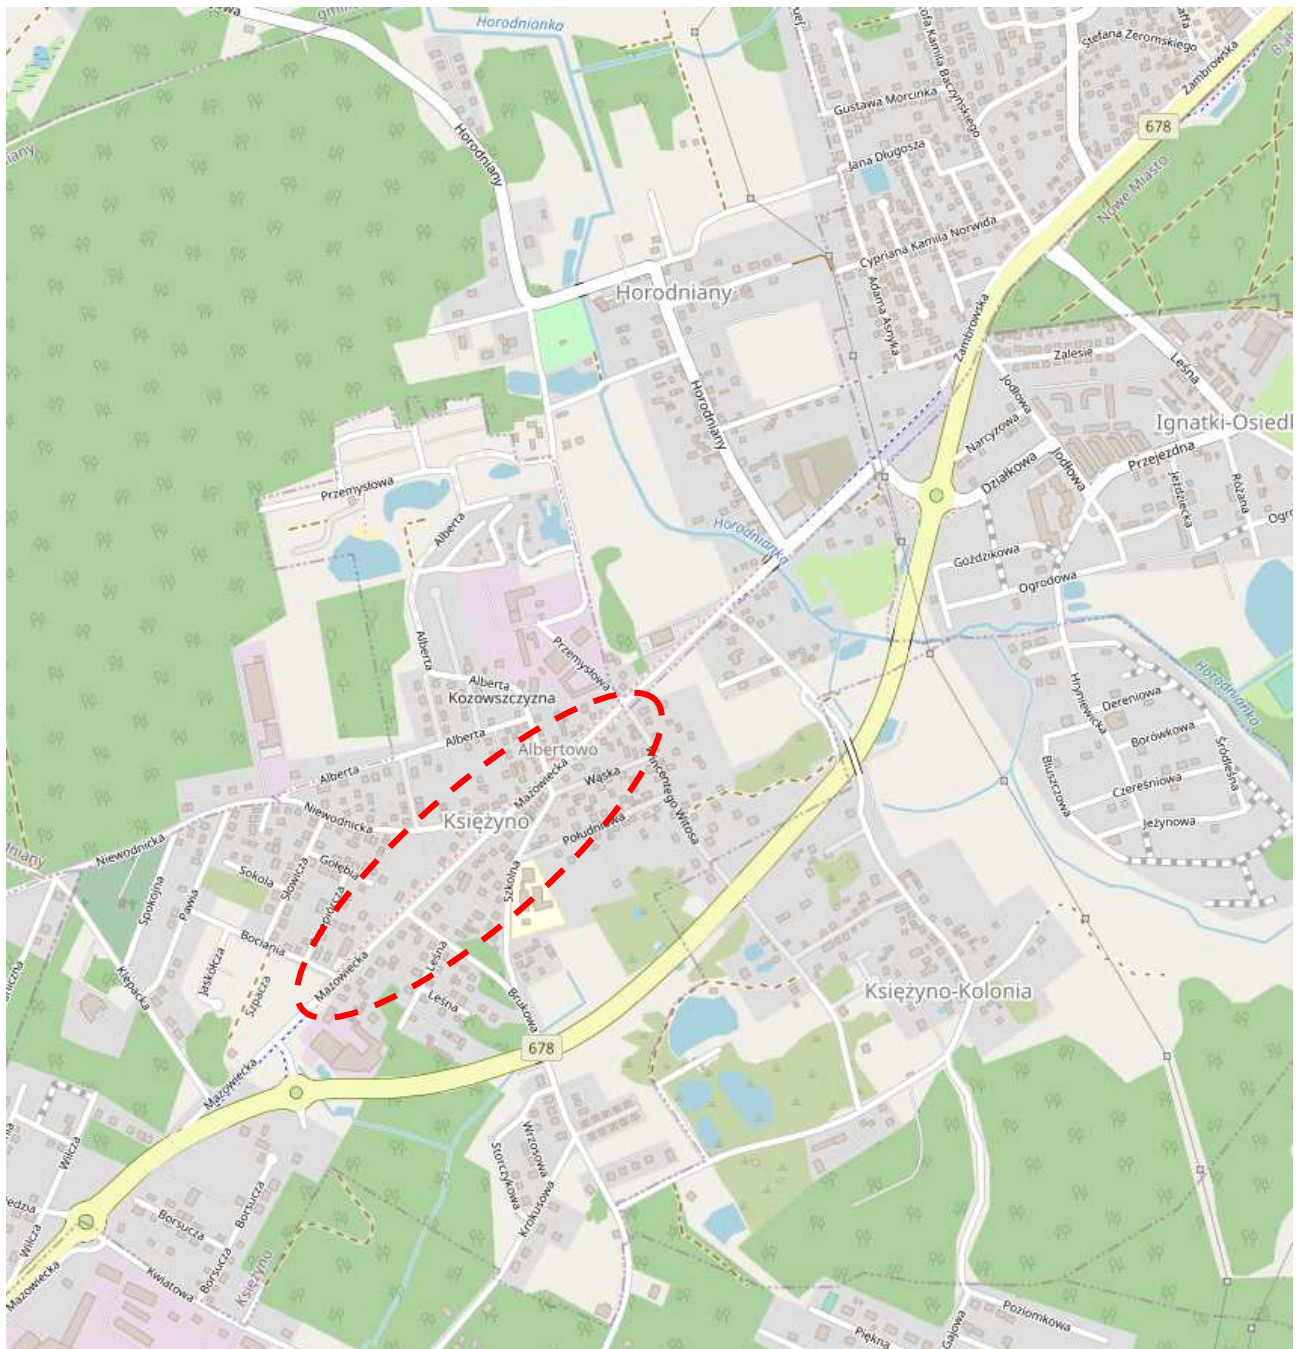 Horodnianka
Stefana Żeromskiego
Zambrowska
Gustawa Morcinka
678
Jana Długosza
Horodniany
Nowe Miasto
Cypriana Kamila Norwida
Horodniany
Adama Asnyka
Zambrowska
Zalesie
Leśna
Jodłowa
Horodniany
Ignatki-Osiedl
Narcyzowa
Przejezdna
Jodłowa
Działkowa
Jeździecka
Różana
Przemysłowa
Ogro
Alberta
Horodnianka
Goździkowa
Ogrodowa
Przemysłowa
Alberta
Horodnianka
Alberta
Kozowszczyzna
Hryniewicka
Dereniowa
Alberta
Albertowo
Borówkowa
Śródleśna
Alberta
Mazowiecka
Wąska
Wincentego Witosa
Czereśniowa
Bluszczowa
Niewodnicka
Księżyno
Południowa
Jeżynowa
Niewodnicka
Gołębia
Słowicza
Sokola
Szkolna
Spokojna
Pawia
Bociania
Leśna
Mazowiecka
Jaskółcza
Szpacza
Klepacka
Leśna
Brukowa
Księżyno-Kolonia
678
Mazowiecka
Wilcza
Wrzosowa
Storczykowa
Krokusowa
Borsucza
Borsucza
Wilcza
Borsucza
Księżyno
Kwiatowa
Mazowiecka
Poziomkowa
Gajowa
Piękna